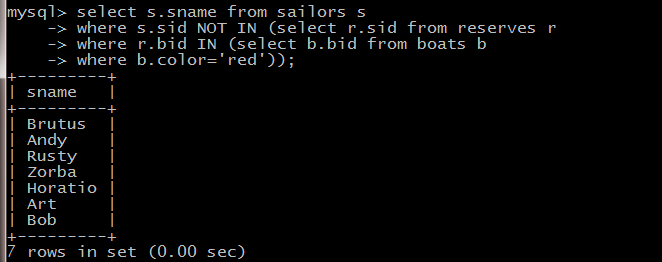 mysql> select s.sname from sailors s
    -> where s.sid NOT IN (select r.sid from reserves r
    -> where r.bid IN (select b.bid from boats b
    -> where b.color='red'));
+---------+
| sname   |
+---------+
| Brutus  |
| Andy    |
| Rusty   |
| Zorba   |
| Horatio |
| Art     |
| Bob     |
+---------+
7 rows in set (0.00 sec)